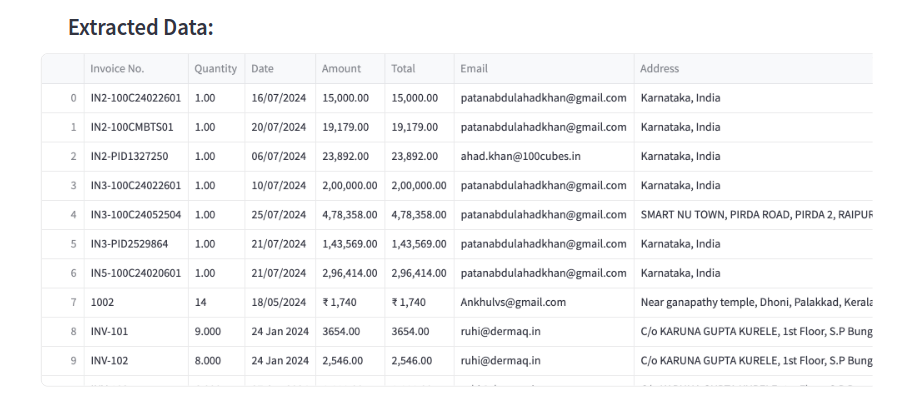 Extracted Data:
Invoice No. Quantity Date Amount Total Email Address
0 IN2-100C24022601 1.00 16/07/2024 15,000.00 15,000.00 patanabdulahadkhan@gmail.com Karnataka, India
1 IN2-100CMBTS01 1.00 20/07/2024 19,179.00 19,179.00 patanabdulahadkhan@gmail.com Karnataka, India
2 IN2-PID1327250 1.00 06/07/2024 23,892.00 23,892.00 ahad.khan@100cubes.in Karnataka, India
3 IN3-100C24022601 1.00 10/07/2024 2,00,000.00 2,00,000.00 patanabdulahadkhan@gmail.com Karnataka, India
4 IN3-100C24052504 1.00 25/07/2024 4,78,358.00 4,78,358.00 patanabdulahadkhan@gmail.com SMART NU TOWN, PIRDA ROAD, PIRDA 2, RAIPUR
5 IN3-PID2529864 1.00 21/07/2024 1,43,569.00 1,43,569.00 patanabdulahadkhan@gmail.com Karnataka, India
6 IN5-100C24020601 1.00 21/07/2024 2,96,414.00 2,96,414.00 patanabdulahadkhan@gmail.com Karnataka, India
7 1002 14 18/05/2024 ₹ 1,740 ₹ 1,740 Ankhulvs@gmail.com Near ganapathy temple, Dhoni, Palakkad, Kerala
8 INV-101 9.000 24 Jan 2024 3654.00 3654.00 ruhi@dermaq.in C/o KARUNA GUPTA KURELE, 1st Floor, S.P Bung
9 INV-102 8.000 24 Jan 2024 2,546.00 2,546.00 ruhi@dermaq.in C/o KARUNA GUPTA KURELE, 1st Floor, S.P Bung